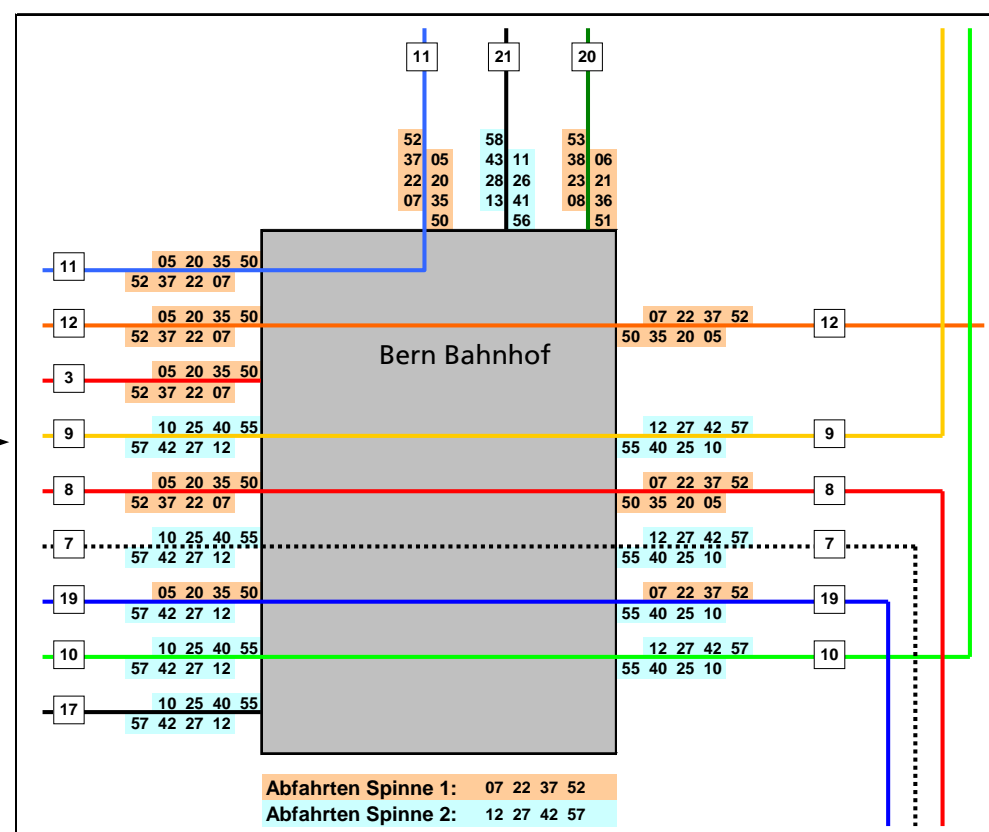 11 21 20
52 58 53
37 05 43 11 38 06
22 20 28 26 23 21
07 35 13 41 08 36
50 56 51
11 05 20 35 50
52 37 22 07
12 05 20 35 50 07 22 37 52 12
52 37 22 07 50 35 20 05
Bern Bahnhof
3 05 20 35 50
52 37 22 07
9 10 25 40 55 12 27 42 57 9
57 42 27 12 55 40 25 10
8 05 20 35 50 07 22 37 52 8
52 37 22 07 50 35 20 05
7 10 25 40 55 12 27 42 57 7
57 42 27 12 55 40 25 10
19 05 20 35 50 07 22 37 52 19
57 42 27 12 55 40 25 10
10 10 25 40 55 12 27 42 57 10
57 42 27 12 55 40 25 10
17 10 25 40 55
57 42 27 12
Abfahrten Spinne 1: 07 22 37 52
Abfahrten Spinne 2: 12 27 42 57